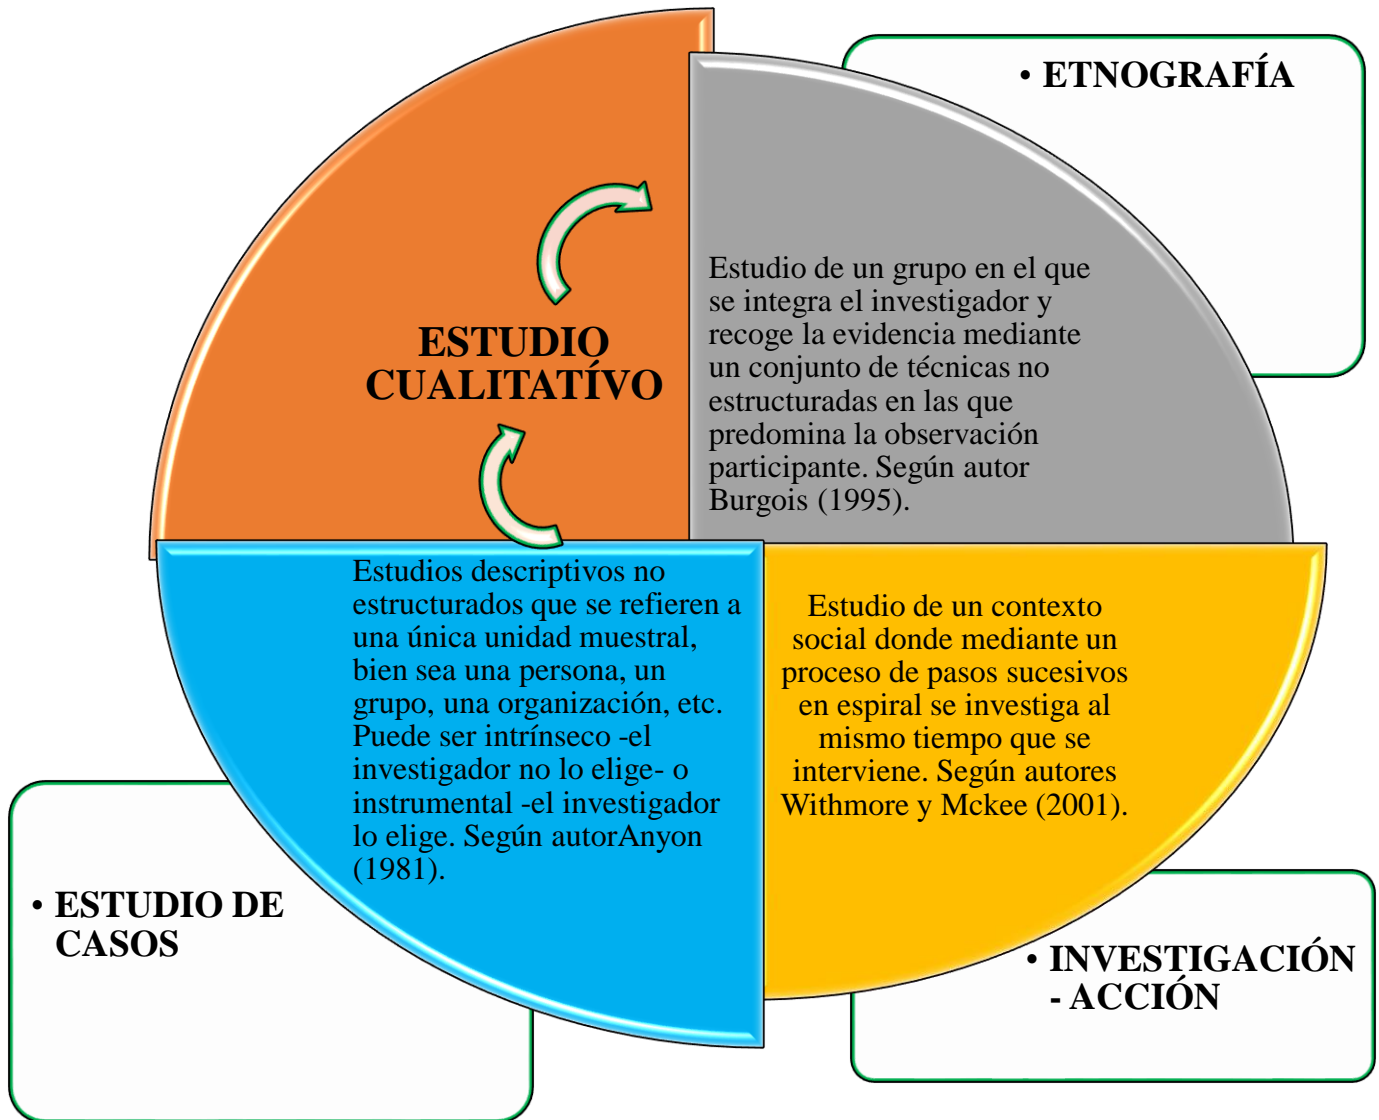 • ETNOGRAFÍA
ESTUDIO
CUALITATÍVO
Estudio de un grupo en el que
se integra el investigador y
recoge la evidencia mediante
un conjunto de técnicas no
estructuradas en las que
predomina la observación
participante. Según autor
Burgois (1995).
Estudios descriptivos no
estructurados que se refieren a
una única unidad muestral,
bien sea una persona, un
grupo, una organización, etc.
Puede ser intrínseco -el
investigador no lo elige- o
instrumental -el investigador
lo elige. Según autorAnyon
(1981).
Estudio de un contexto
social donde mediante un
proceso de pasos sucesivos
en espiral se investiga al
mismo tiempo que se
interviene. Según autores
Withmore y Mckee (2001).
• ESTUDIO DE
CASOS
• INVESTIGACIÓN
- ACCIÓN